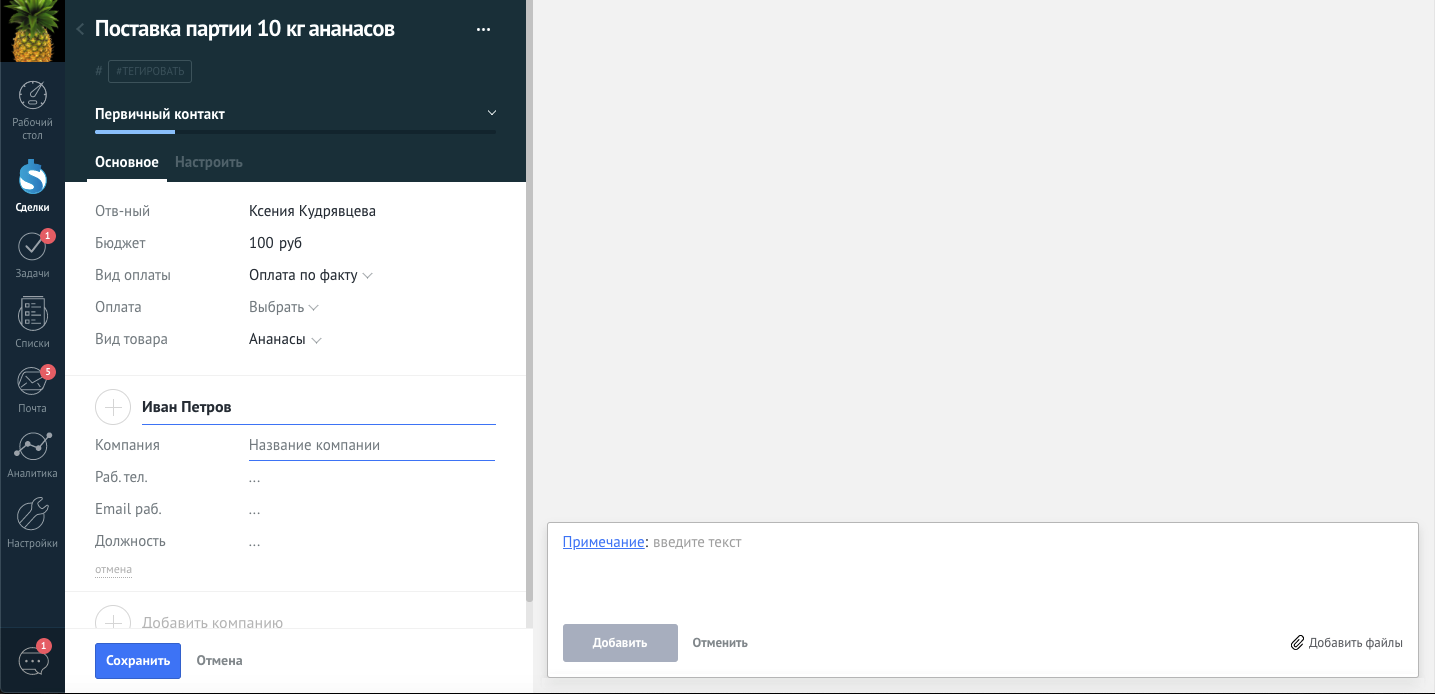 Поставка партии 10 кг ананасов
# #ТЕГИРОВАТЬ
Первичный контакт
Основное Настроить
Рабочий
стол
Сделки
1
Задачи
Списки
5
Почта
Аналитика
Настройки
1
Отв-ный Ксения Кудрявцева
Бюджет 100 руб
Вид оплаты Оплата по факту
Оплата Выбрать
Вид товара Ананасы
Иван Петров
Компания Название компании
Раб. тел. ...
Email раб. ...
Должность ...
отмена
Добавить компанию
Сохранить Отмена
Примечание: введите текст
Добавить Отменить Добавить файлы